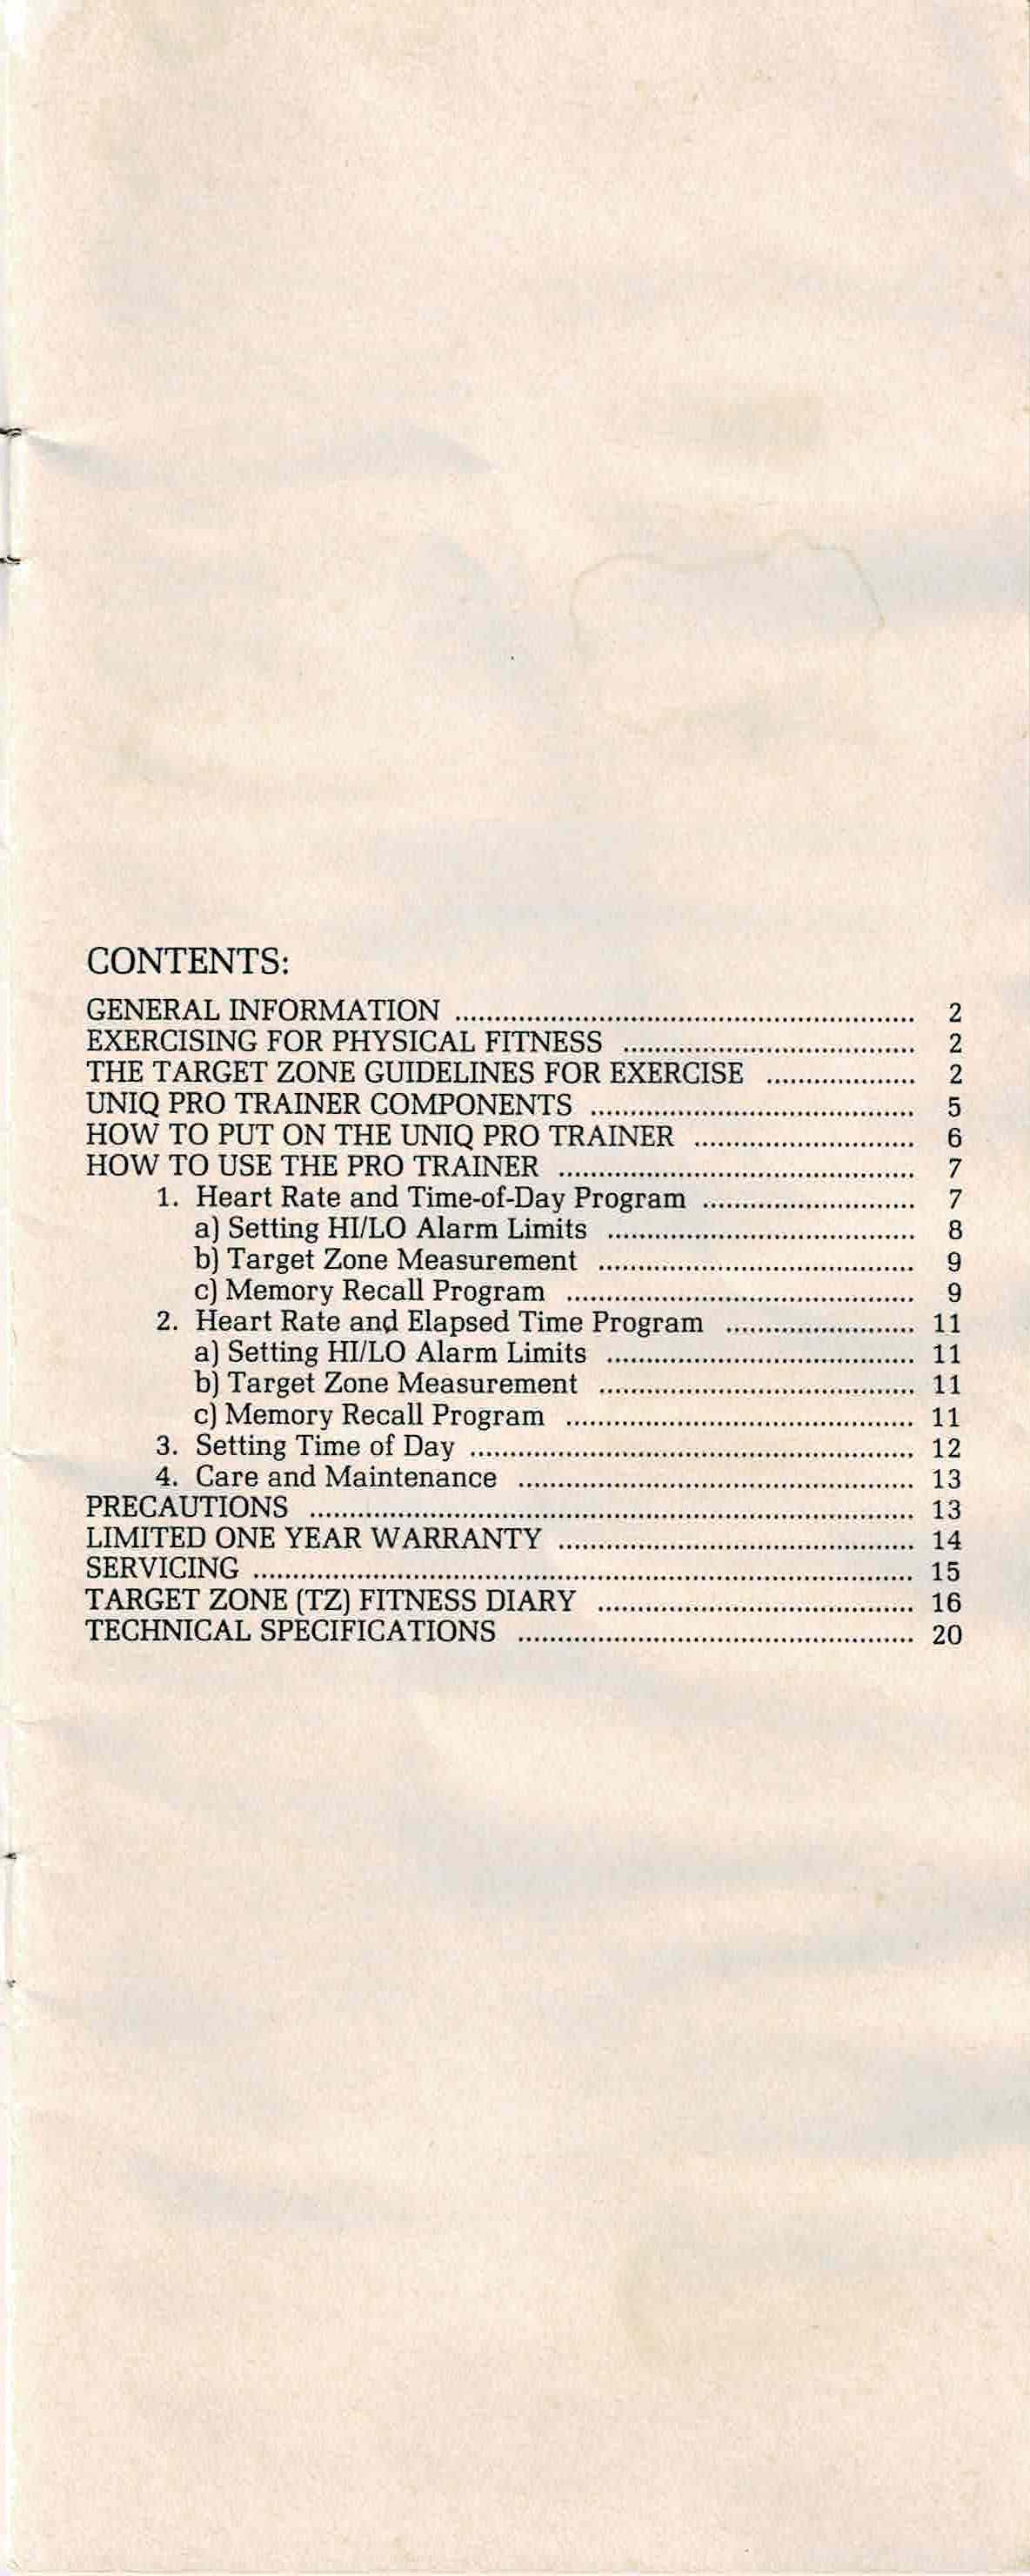 CONTENTS:
GENERAL INFORMATION .......................................................... 2
EXERCISING FOR PHYSICAL FITNESS ..................................... 2
THE TARGET ZONE GUIDELINES FOR EXERCISE ................... 2
UNIQ PRO TRAINER COMPONENTS ......................................... 5
HOW TO PUT ON THE UNIQ PRO TRAINER ............................ 6
HOW TO USE THE PRO TRAINER ............................................. 7
1. Heart Rate and Time-of-Day Program ........................... 7
a) Setting HI/LO Alarm Limits ....................................... 8
b) Target Zone Measurement ........................................ 9
c) Memory Recall Program ............................................ 9
2. Heart Rate and Elapsed Time Program ........................ 11
a) Setting HI/LO Alarm Limits ....................................... 11
b) Target Zone Measurement ........................................ 11
c) Memory Recall Program ............................................ 11
3. Setting Time of Day ........................................................ 12
4. Care and Maintenance .................................................. 13
PRECAUTIONS ............................................................................ 13
LIMITED ONE YEAR WARRANTY ............................................. 14
SERVICING ................................................................................... 15
TARGET ZONE (TZ) FITNESS DIARY ........................................ 16
TECHNICAL SPECIFICATIONS .................................................. 20